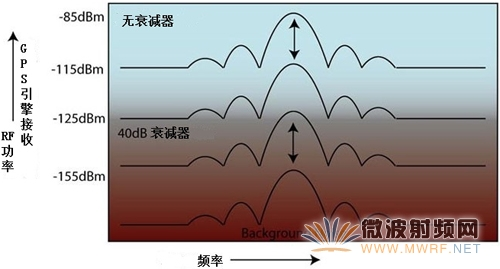 -85dBm
无衰减器
-115dBm
-125dBm
40dB 衰减器
-155dBm
GPS引擎接收
RF功率
Background
频率
微波射频网
WWW.MWRF.NET